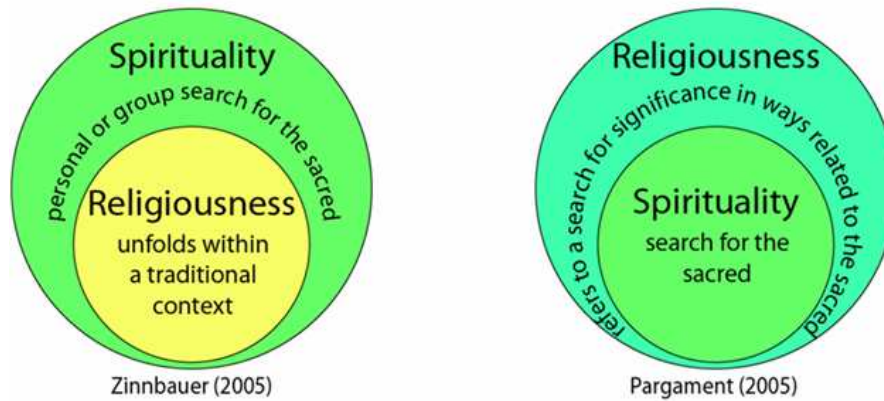 Spirituality
personal or group search for the sacred
Religiousness
unfolds within
a traditional
context
Zinnbauer (2005)
Religiousness
refers to a search for significance in ways related to the sacred
Spirituality
search for the
sacred
Pargament (2005)